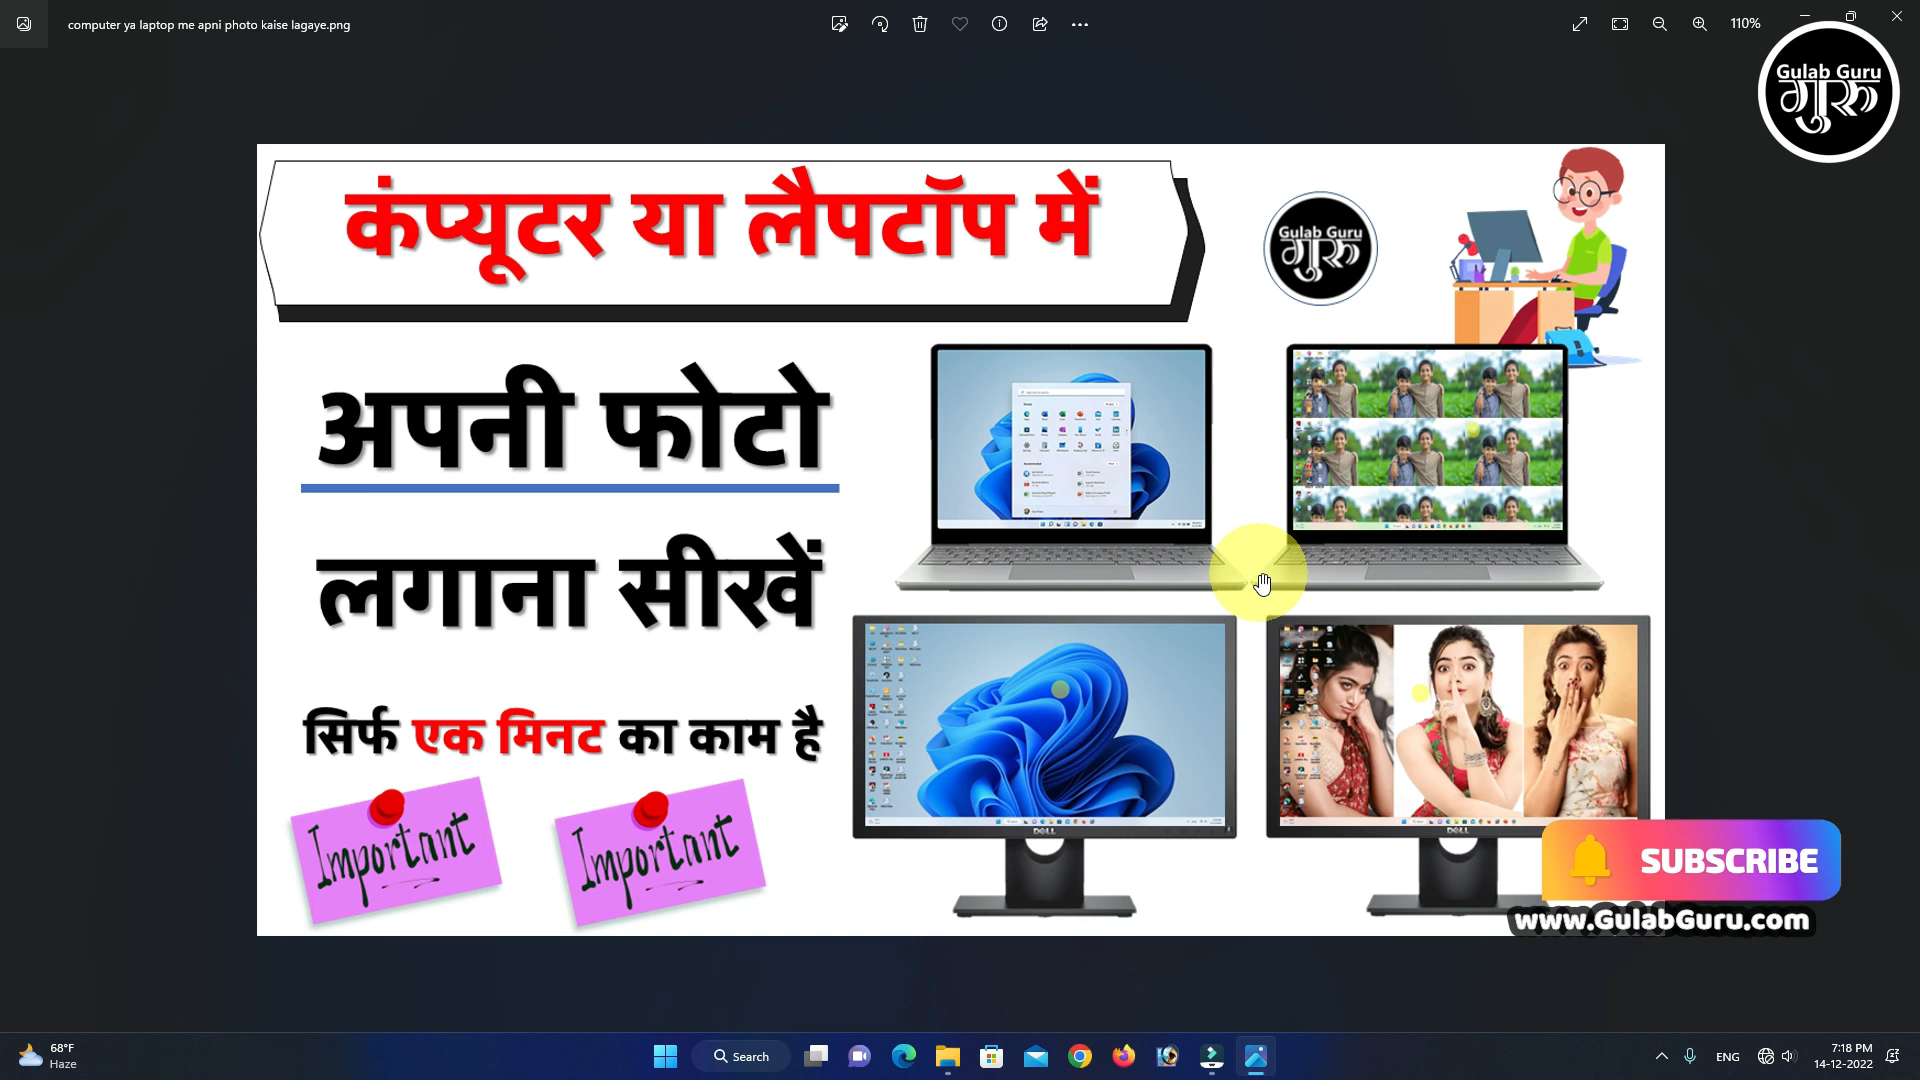 computer ya laptop me apni photo kaise lagaye.png
110%
Gulab Guru
गुरू
कंप्यूटर या लैपटॉप में
Gulab Guru
गुरू
अपनी फोटो
लगाना सीखें
सिर्फ एक मिनट का काम है
Important
Important
DELL
DELL
SUBSCRIBE
www.GulabGuru.com
68°F
Haze
Search
ENG
7:18 PM
14-12-2022